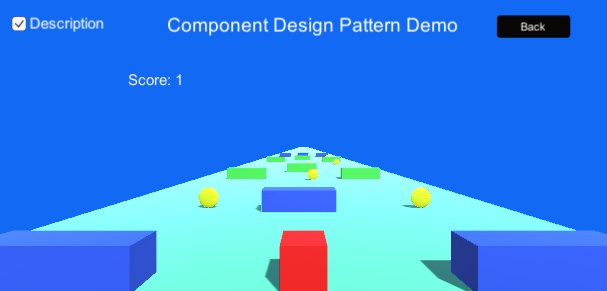 Description
Component Design Pattern Demo
Back
Score: 1